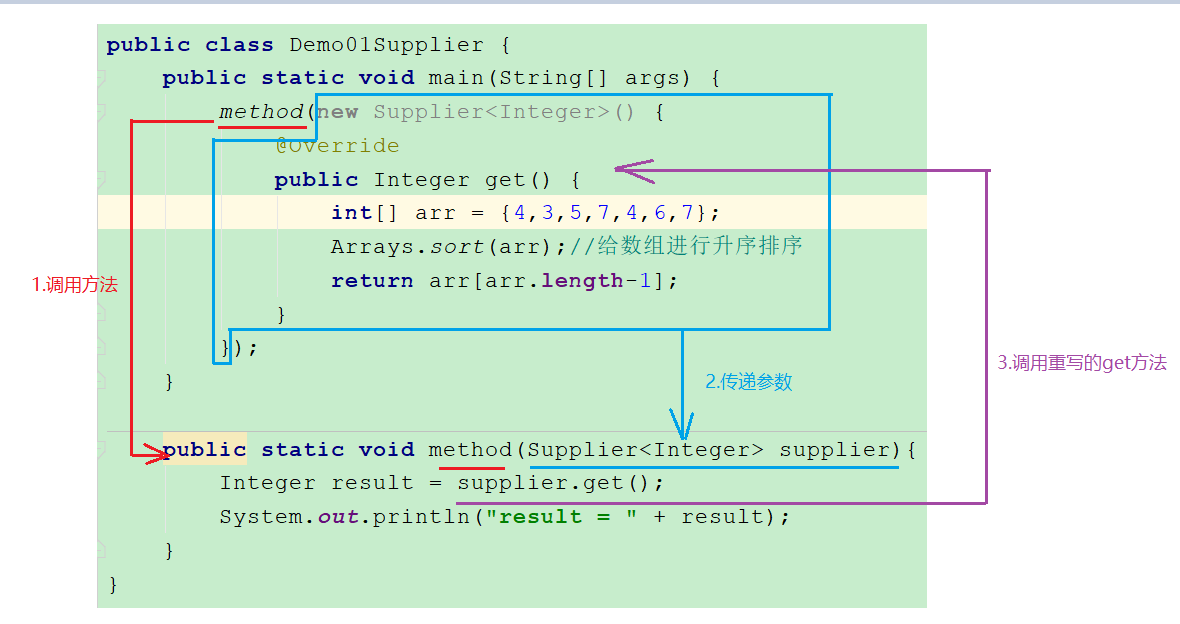 public class Demo01Supplier {
public static void main(String[] args) {
method(new Supplier<Integer>() {
@Override
public Integer get() {
int[] arr = {4,3,5,7,4,6,7};
Arrays.sort(arr);//给数组进行升序排序
return arr[arr.length-1];
1.调用方法
}
});
3.调用重写的get方法
}
2.传递参数
public static void method(Supplier<Integer> supplier){
Integer result = supplier.get();
System.out.println("result = " + result);
}
}